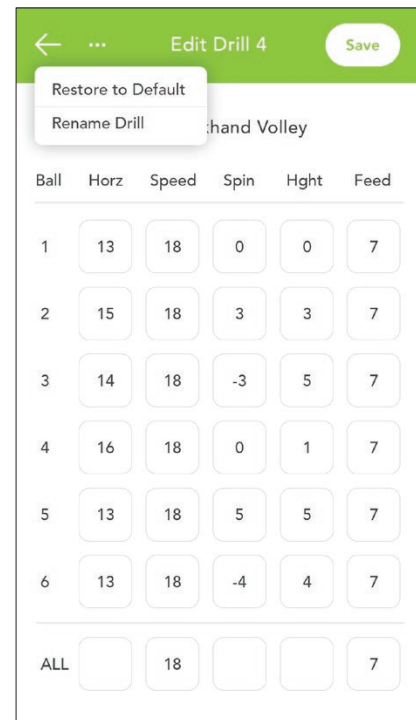 ← ··· Edit Drill 4 Save
Restore to Default
Rename Drill
hand Volley
Ball Horz Speed Spin Hght Feed
1 13 18 0 0 7
2 15 18 3 3 7
3 14 18 -3 5 7
4 16 18 0 1 7
5 13 18 5 5 7
6 13 18 -4 4 7
ALL 18 7